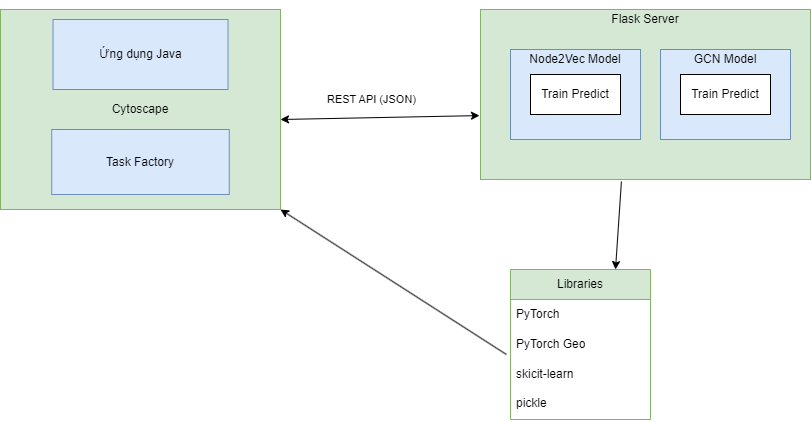 Ứng dụng Java
Cytoscape
Task Factory
REST API (JSON)
Flask Server
Node2Vec Model
Train Predict
GCN Model
Train Predict
Libraries
PyTorch
PyTorch Geo
skicit-learn
pickle